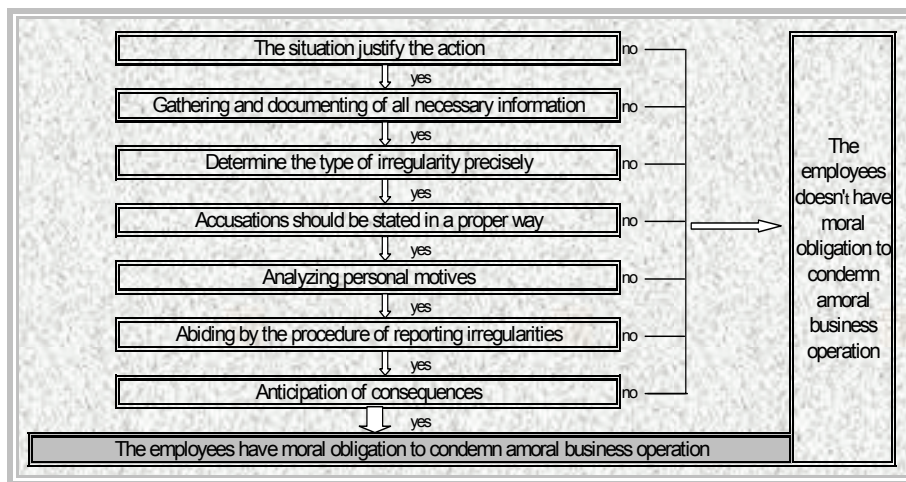 The situation justify the action
no
yes
Gathering and documenting of all necessary information
no
yes
Determine the type of irregularity precisely
no
yes
Accusations should be stated in a proper way
no
yes
Analyzing personal motives
no
yes
Abiding by the procedure of reporting irregularities
no
yes
Anticipation of consequences
no
yes
The employees have moral obligation to condemn amoral business operation
The
employees
doesn't have
moral
obligation to
condemn
amoral
business
operation